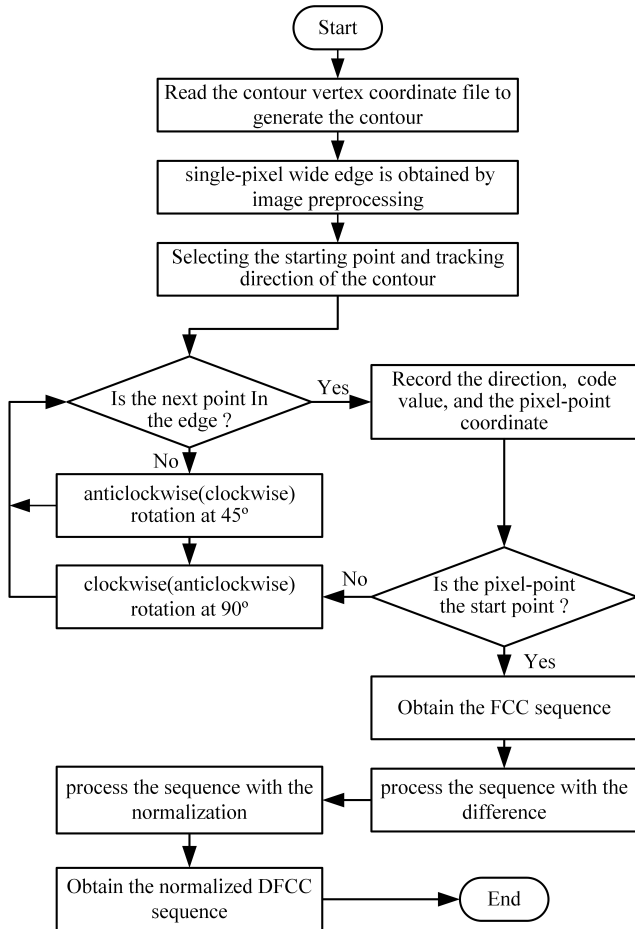 Start
Read the contour vertex coordinate file to
generate the contour
single-pixel wide edge is obtained by
image preprocessing
Selecting the starting point and tracking
direction of the contour
Is the next point In
the edge ?
Yes
Record the direction, code
value, and the pixel-point
coordinate
No
anticlockwise(clockwise)
rotation at 45º
clockwise(anticlockwise)
rotation at 90º
No
Is the pixel-point
the start point ?
Yes
Obtain the FCC sequence
process the sequence with the
difference
process the sequence with the
normalization
Obtain the normalized DFCC
sequence
End